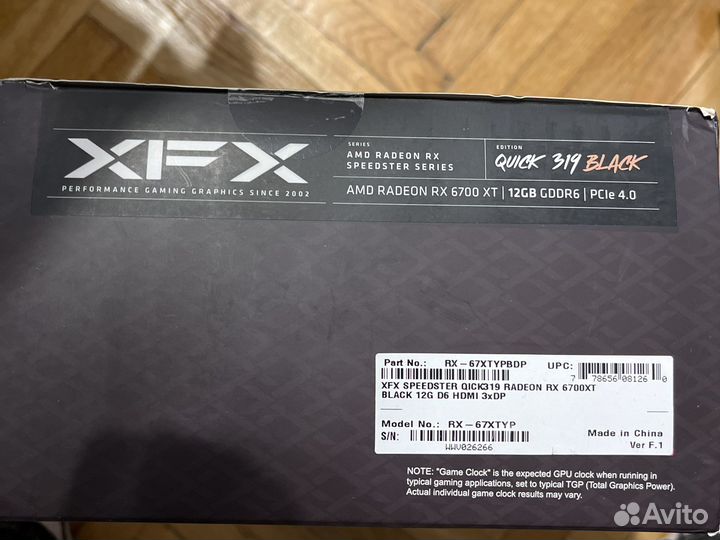 XFX
PERFORMANCE GAMING GRAPHICS SINCE 2002
SERIES
AMD RADEON RX
SPEEDSTER SERIES
EDITION
QUICK 319 BLACK
AMD RADEON RX 6700 XT | 12GB GDDR6 | PCIe 4.0
Part No.: RX-67XTYPBDP UPC:
7 78656 08126 0
XFX SPEEDSTER QICK319 RADEON RX 6700XT
BLACK 12G D6 HDMI 3xDP
Model No.: RX-67XTYP
S/N:
WWV026266
Made in China
Ver F.1
NOTE: "Game Clock" is the expected GPU clock when running in
typical gaming applications, set to typical TGP (Total Graphics Power).
Actual individual game clock results may vary.
Avito